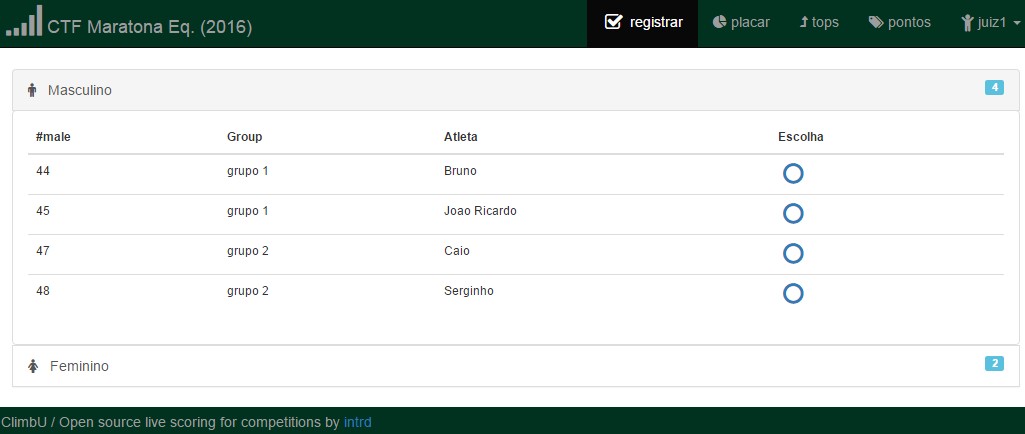 CTF Maratona Eq. (2016) registrar placar tops pontos juiz1
Masculino 4
#male Group Atleta Escolha
44 grupo 1 Bruno
45 grupo 1 Joao Ricardo
47 grupo 2 Caio
48 grupo 2 Serginho
Feminino 2
ClimbU / Open source live scoring for competitions by intrd